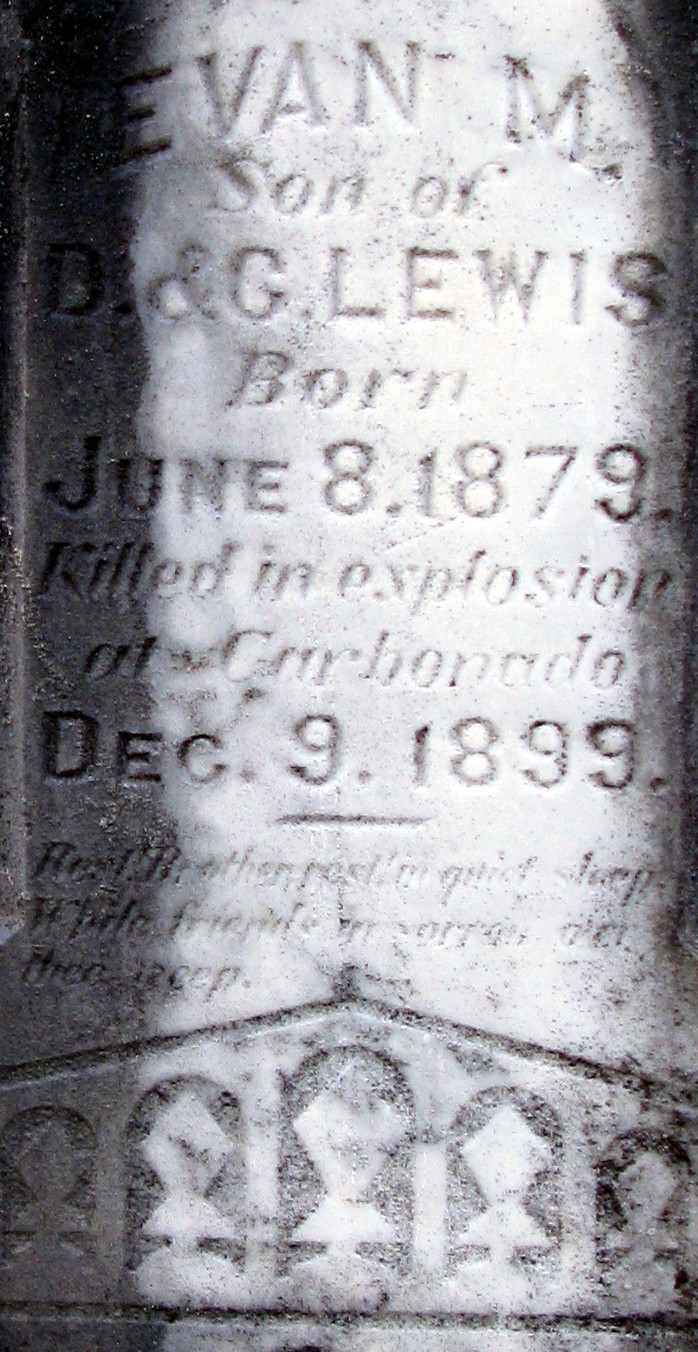 EVAN M.
Son of
D. & G. LEWIS
Born
JUNE 8. 1879.
Killed in explosion
at Carbonado
DEC. 9. 1899.
Rest Brother, rest in quiet sleep
While friends in sorrow o'er
thee weep.